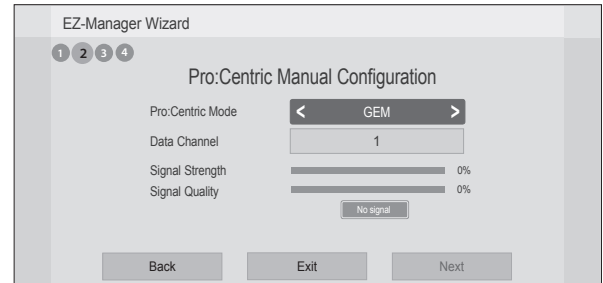 EZ-Manager Wizard
1 2 3 4
Pro:Centric Manual Configuration
Pro:Centric Mode < GEM >
Data Channel 1
Signal Strength 0%
Signal Quality 0%
No signal
Back Exit Next